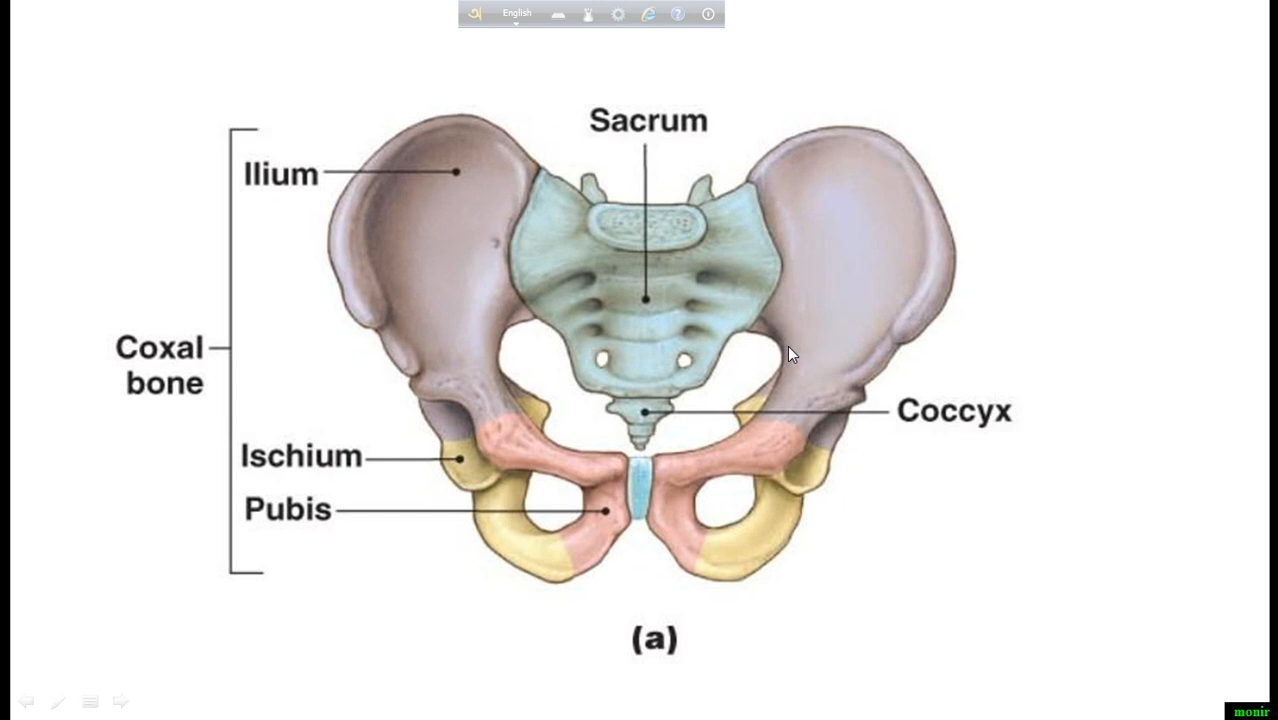 অ English
Sacrum
Ilium
Coxal
bone
Coccyx
Ischium
Pubis
(a)
monir